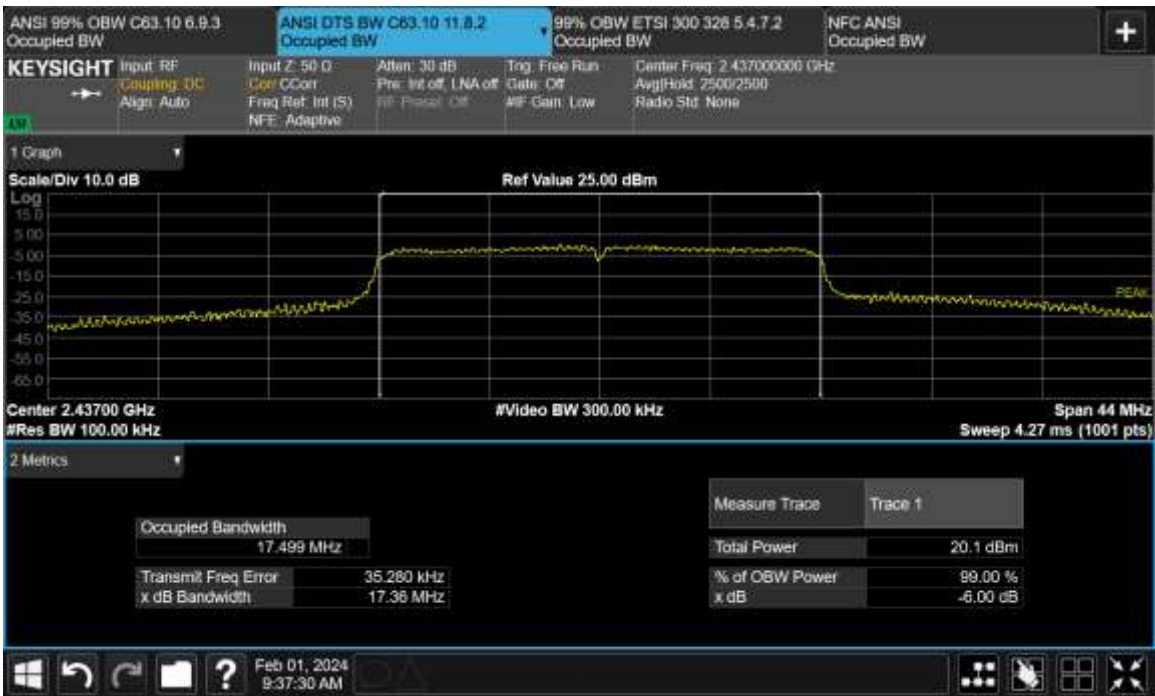 ANSI 99% OBW C63.10 6.9.3
Occupied BW
ANSI DTS BW C63.10 11.8.2
Occupied BW
99% OBW ETSI 300 328 5.4.7.2
Occupied BW
NFC ANSI
Occupied BW
KEYSIGHT
Input: RF
Coupling: DC
Align: Auto
Input Z: 50 Ω
Corr CCorr
Freq Ref: Int (S)
NFE: Adaptive
Atten: 30 dB
Pre: Int off, LNA off
RF Presel: Off
Trig: Free Run
Gate: Off
#IF Gain: Low
Center Freq: 2.437000000 GHz
Avg|Hold: 2500/2500
Radio Std: None
1 Graph
Scale/Div 10.0 dB
Ref Value 25.00 dBm
Log
15.0
5.00
-5.00
-15.0
-25.0
-35.0
-45.0
-55.0
-65.0
PEAK
Center 2.43700 GHz
#Video BW 300.00 kHz
Span 44 MHz
#Res BW 100.00 kHz
Sweep 4.27 ms (1001 pts)
2 Metrics
Measure Trace
Trace 1
Occupied Bandwidth
17.499 MHz
Total Power
20.1 dBm
Transmit Freq Error
35.280 kHz
% of OBW Power
99.00 %
x dB Bandwidth
17.36 MHz
x dB
-6.00 dB
?
Feb 01, 2024
9:37:30 AM